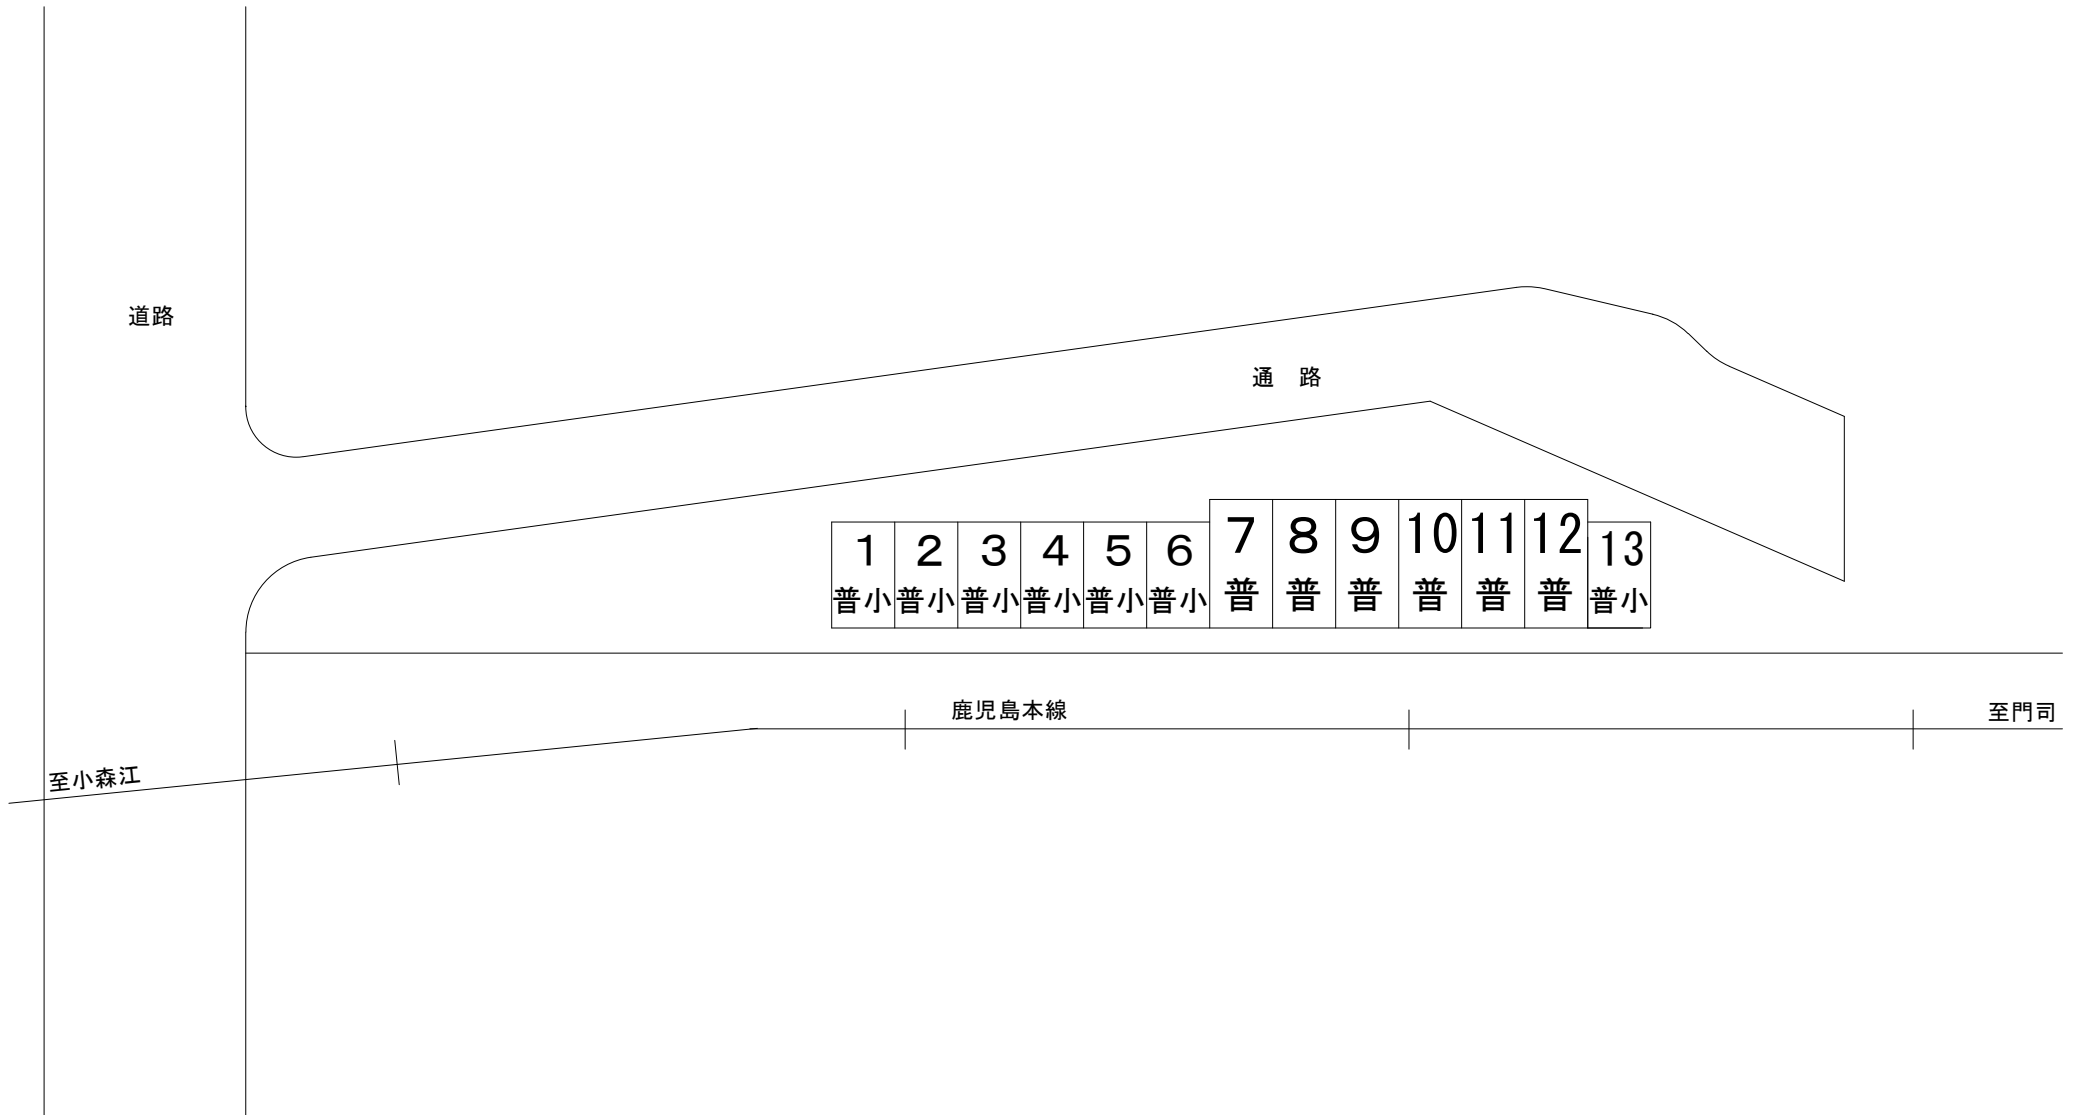 道路
通　路
1 2 3 4 5 6 7 8 9 10 11 12 13
普小 普小 普小 普小 普小 普小 普 普 普 普 普 普 普小
鹿児島本線
至門司
至小森江